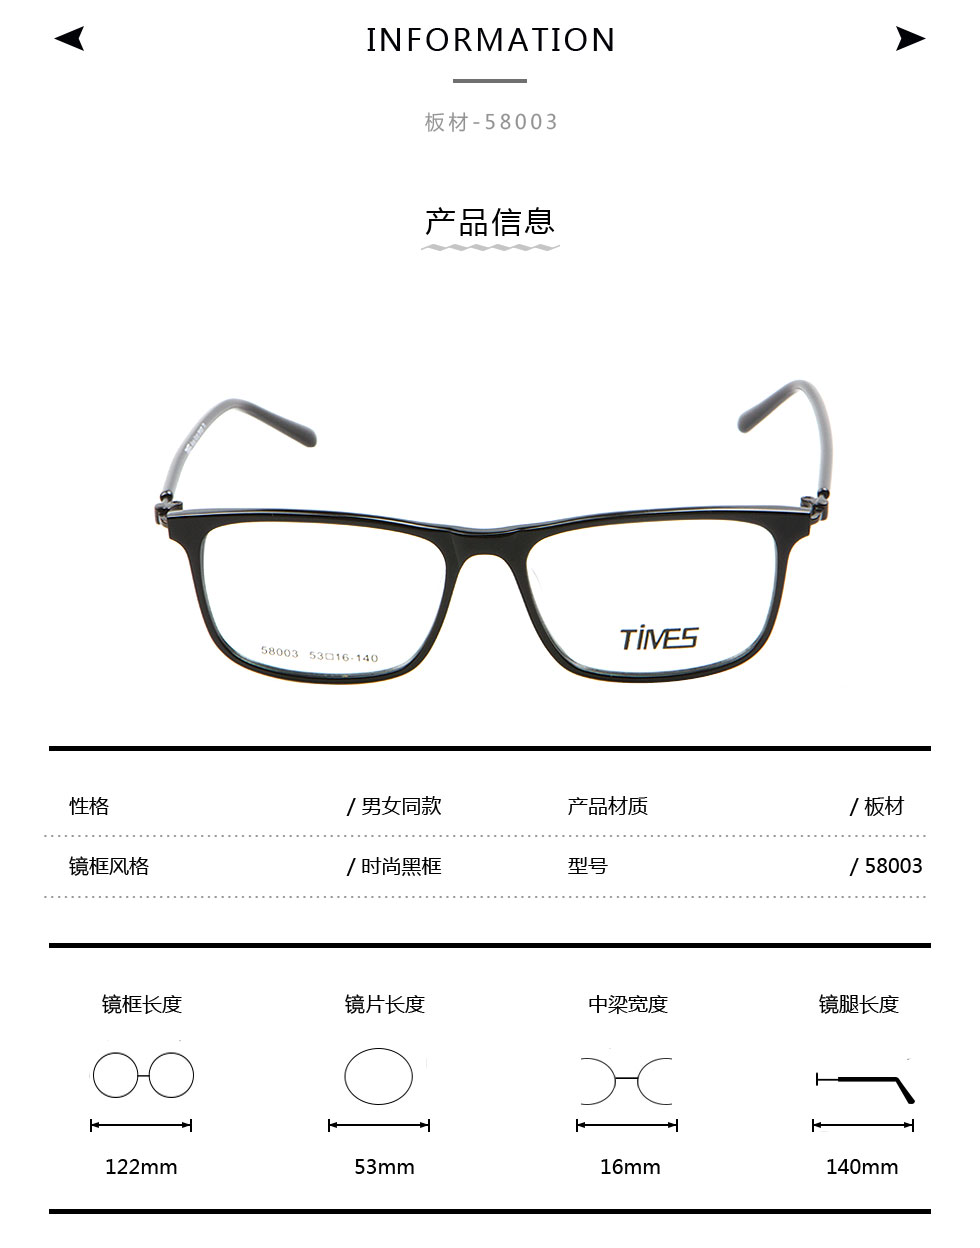 INFORMATION
板材-58003
产品信息
58003 53□16-140
TIMES
性格 / 男女同款 产品材质 / 板材
镜框风格 / 时尚黑框 型号 / 58003
镜框长度 镜片长度 中梁宽度 镜腿长度
122mm 53mm 16mm 140mm